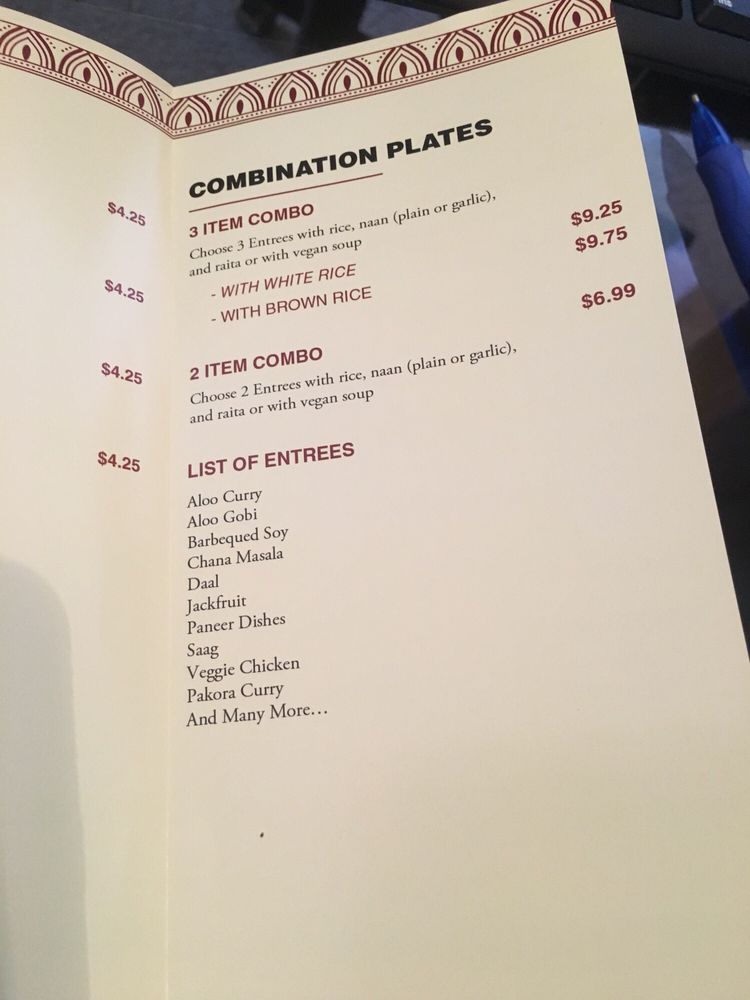 $4.25
$4.25
$4.25
$4.25
COMBINATION PLATES
3 ITEM COMBO
Choose 3 Entrees with rice, naan (plain or garlic),
and raita or with vegan soup
- WITH WHITE RICE $9.25
- WITH BROWN RICE $9.75
2 ITEM COMBO $6.99
Choose 2 Entrees with rice, naan (plain or garlic),
and raita or with vegan soup
LIST OF ENTREES
Aloo Curry
Aloo Gobi
Barbequed Soy
Chana Masala
Daal
Jackfruit
Paneer Dishes
Saag
Veggie Chicken
Pakora Curry
And Many More…